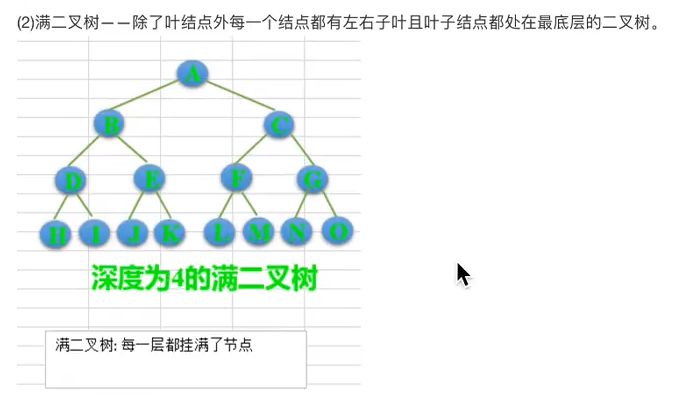 (2)满二叉树——除了叶结点外每一个结点都有左右子叶且叶子结点都处在最底层的二叉树。
A
B C
D E F G
H I J K L M N O
深度为4的满二叉树
满二叉树: 每一层都挂满了节点